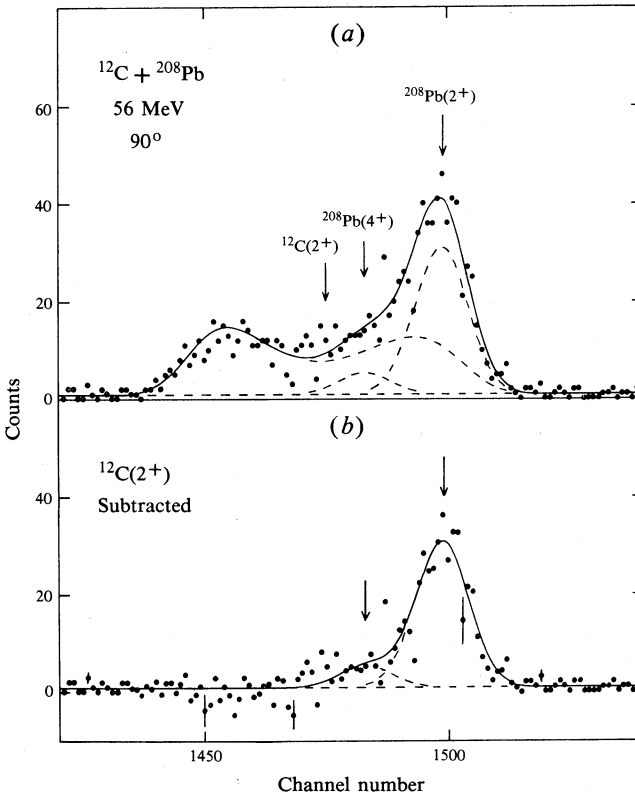 (a)
¹²C + ²⁰⁸Pb
56 MeV
90°
²⁰⁸Pb(2⁺)
²⁰⁸Pb(4⁺)
¹²C(2⁺)
60
40
20
0
Counts
(b)
¹²C(2⁺)
Subtracted
40
20
0
1450
1500
Channel number